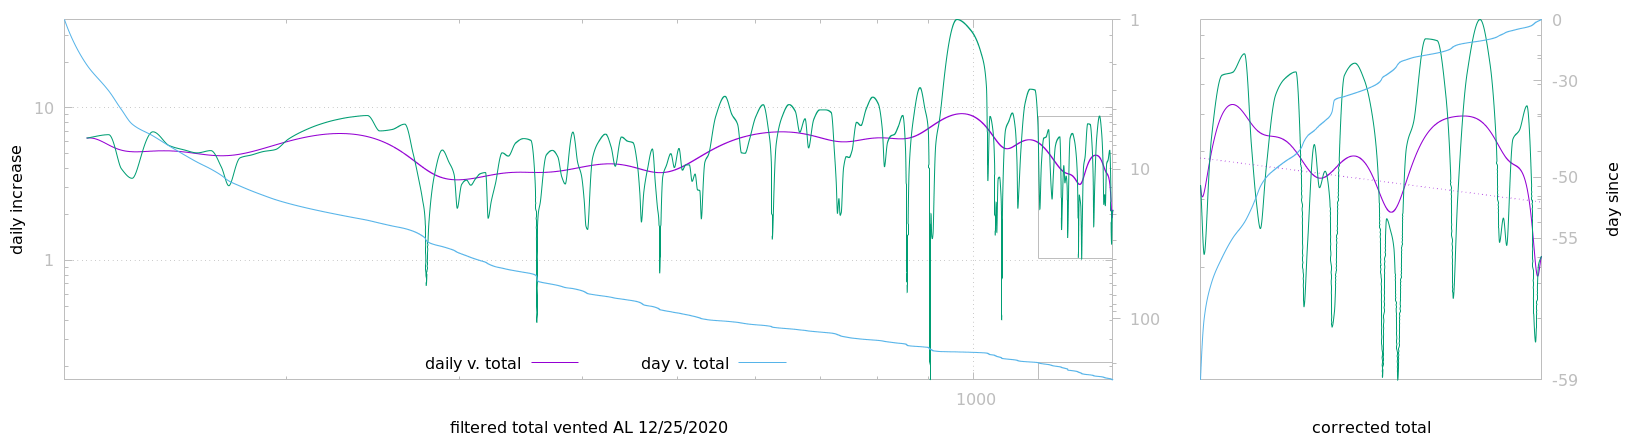 daily increase
10
1
daily v. total
day v. total
1000
filtered total vented AL 12/25/2020
1
10
100
0
-30
-50
-55
-59
day since
corrected total